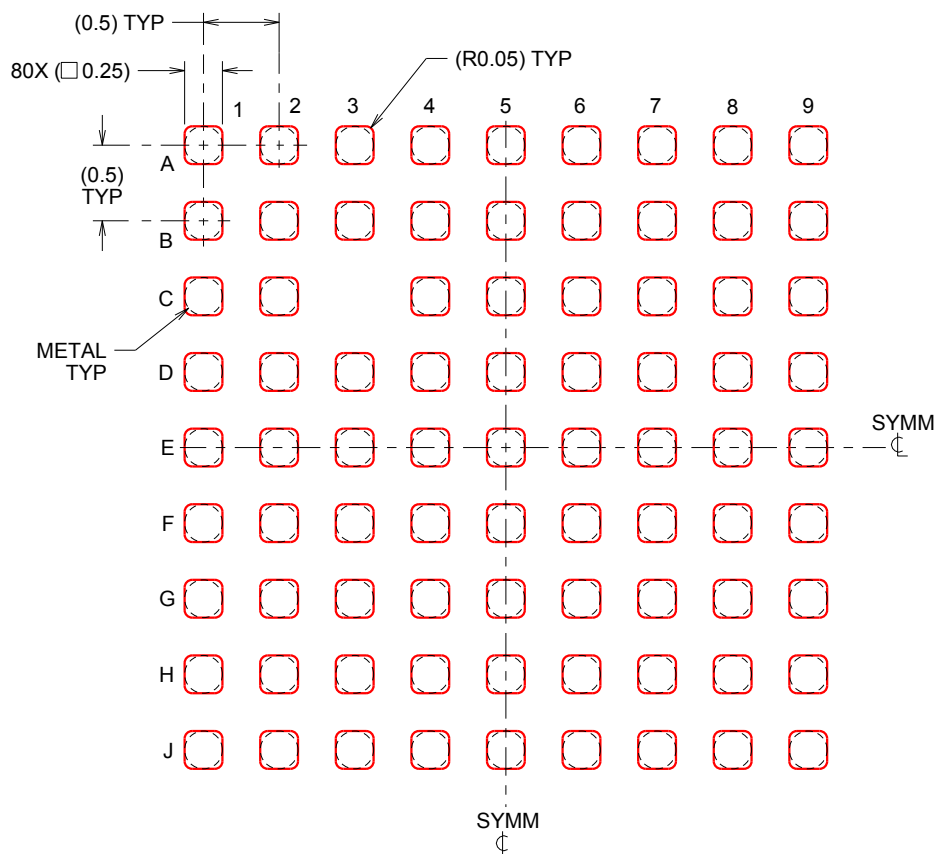 (0.5) TYP
80X (□ 0.25)
(R0.05) TYP
1 2 3 4 5 6 7 8 9
A
(0.5)
TYP
B
C
METAL
TYP
D
E
SYMM
℄
F
G
H
J
SYMM
℄